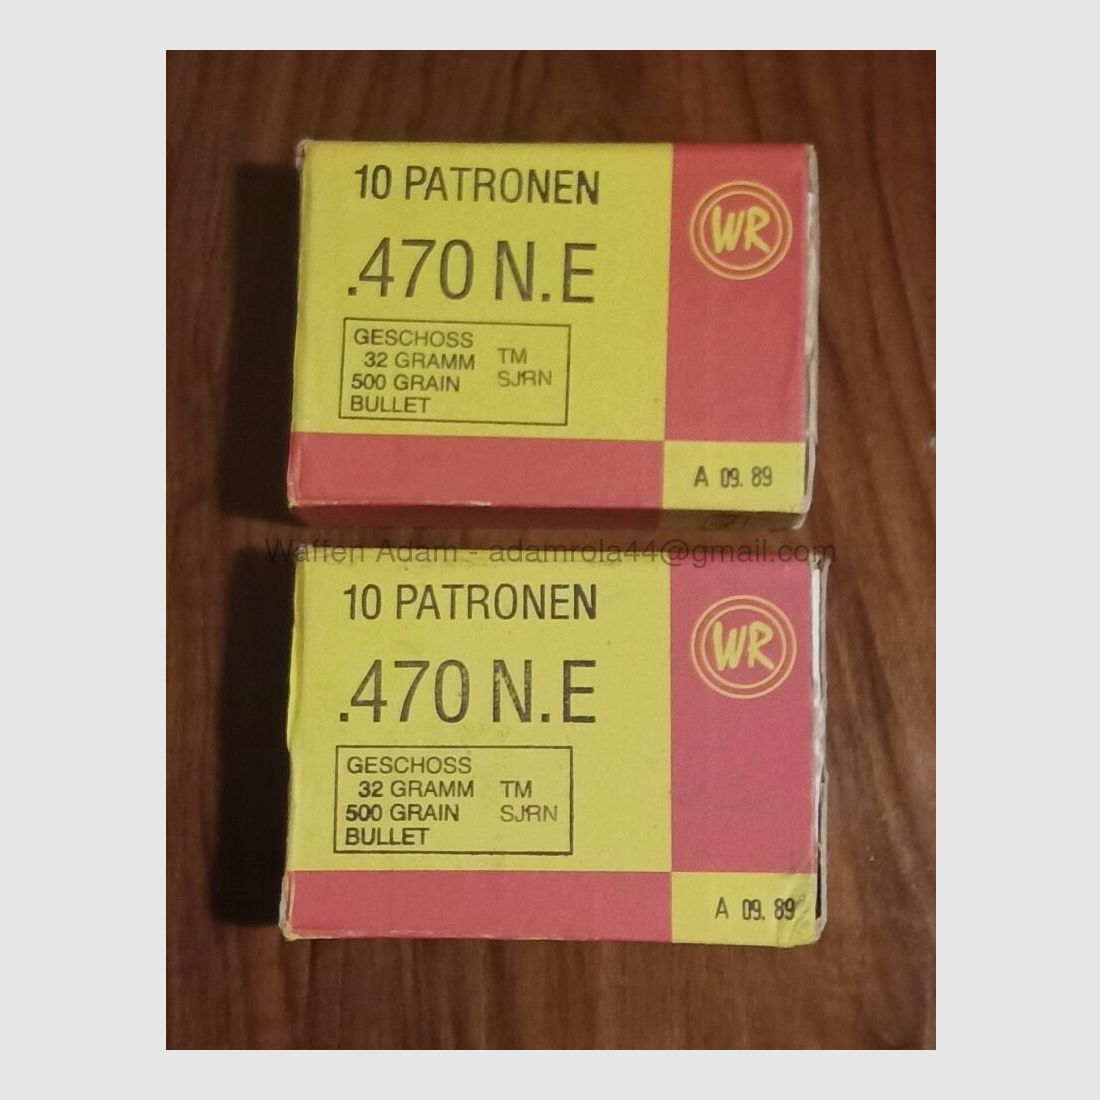 10 PATRONEN
.470 N.E
WR
GESCHOSS
32 GRAMM TM
500 GRAIN SJRN
BULLET
A 09. 89
Waffen Adam - adamrola44@gmail.com
10 PATRONEN
.470 N.E
WR
GESCHOSS
32 GRAMM TM
500 GRAIN SJRN
BULLET
A 09. 89